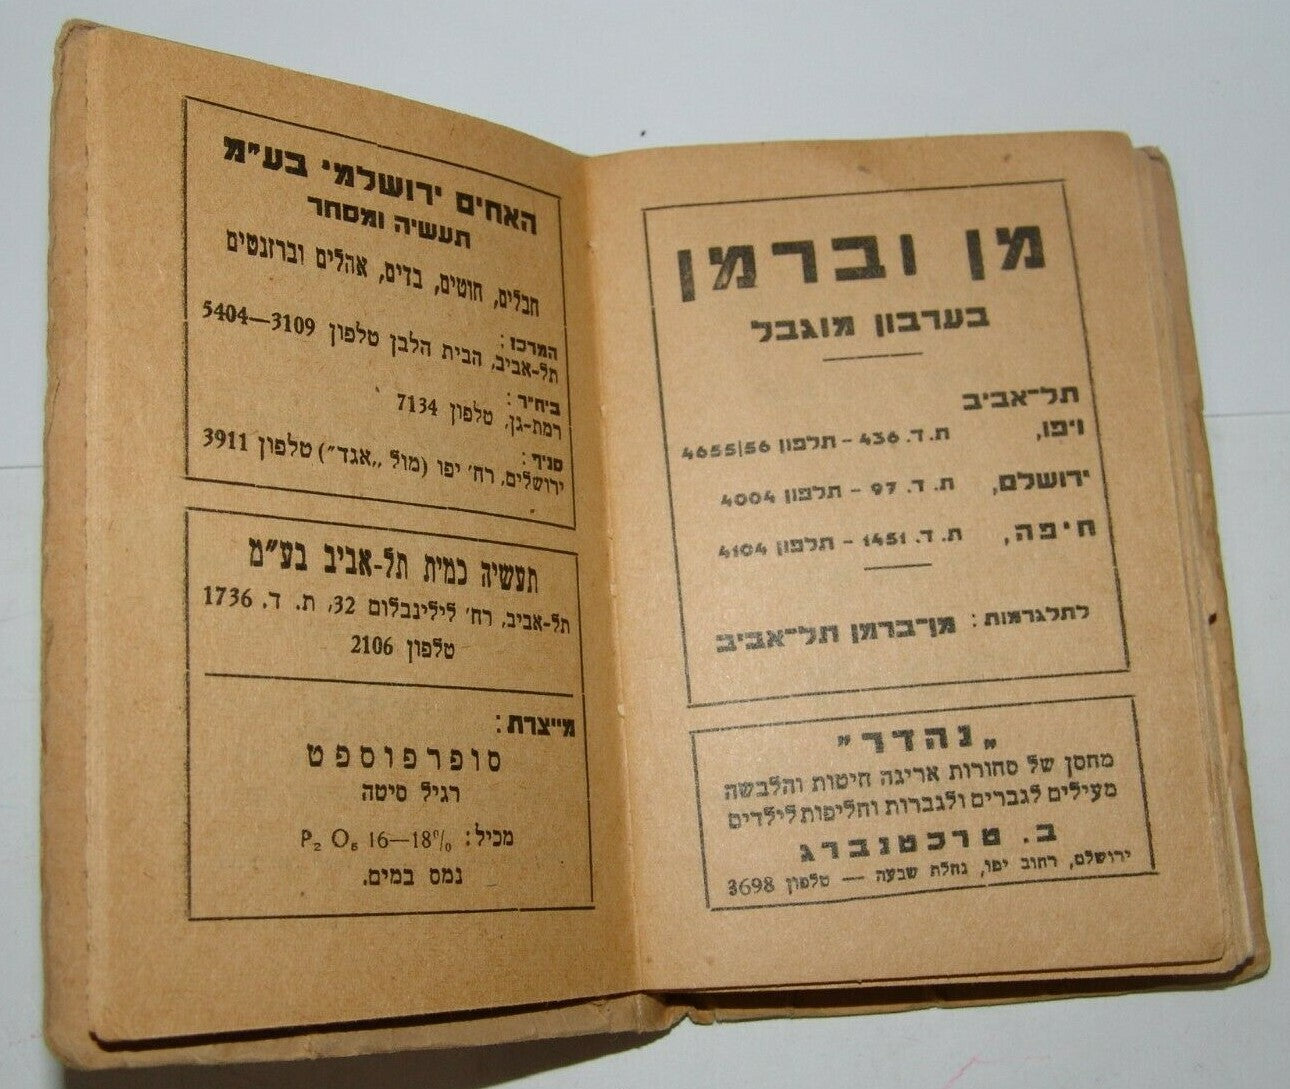 מן וברמן
בערבון מוגבל
תל־אביב
ויפו, ת. ד. 436 - תלפון 4655|56
ירושלם, ת. ד. 97 - תלפון 4004
חיפה, ת. ד. 1451 - תלפון 4104
לתלגרמות: מן־ברמן תל־אביב
„נהדר”
מחסן של סחורות אריגה חיטות והלבשה
מעילים לגברים ולגברות וחליפות לילדים
ב. טרכטנברג
ירושלם, רחוב יפו, נחלת שבעה — טלפון 3698
האחים ירושלמי בע״מ
תעשיה ומסחר
חבלים, חוטים, בדים, אהלים וברזנטים
המרכז:
תל-אביב, הבית הלבן טלפון 3109—5404
ביח״ר:
רמת-גן, טלפון 7134
סניף:
ירושלים, רח׳ יפו (מול „אגד״) טלפון 3911
תעשיה כמית תל-אביב בע״מ
תל-אביב, רח׳ לילינבלום 32, ת. ד. 1736
טלפון 2106
מייצרת:
סופרפוספט
רגיל סיטה
מכיל: P₂ O₅ 16—18%
נמס במים.